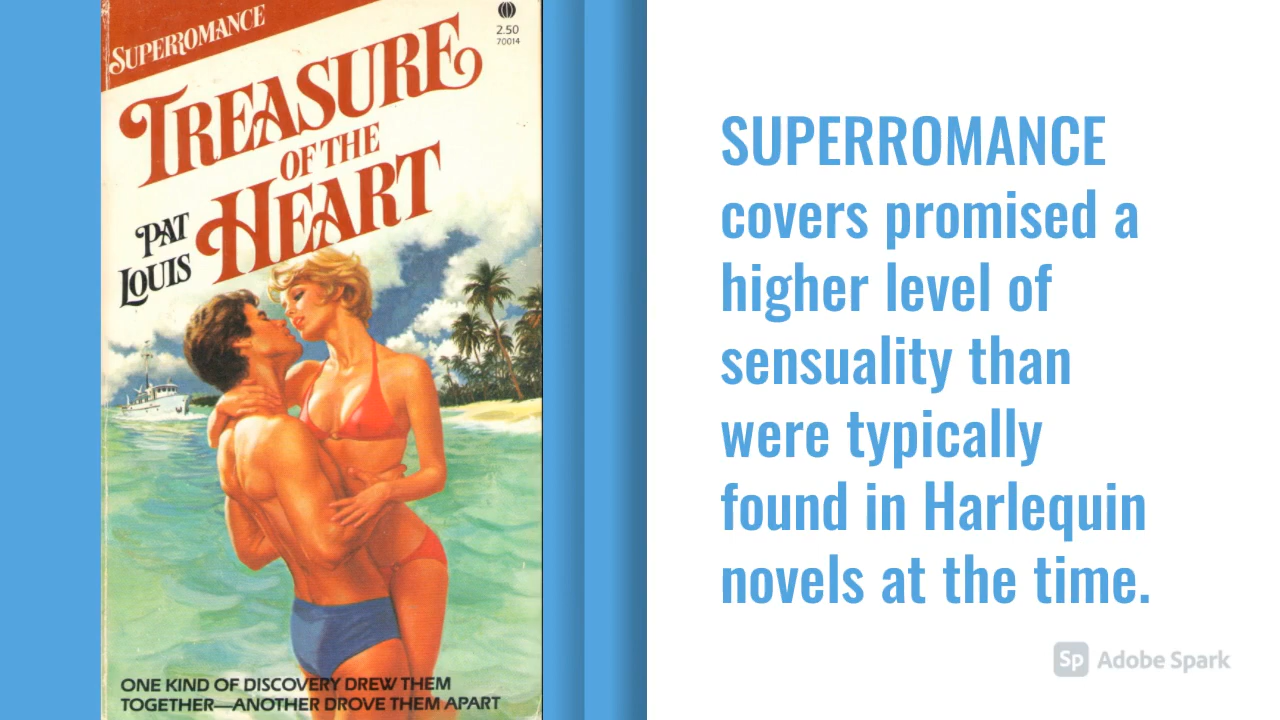 SUPERROMANCE
2.50
70014
TREASURE
OF THE
HEART
PAT
LOUIS
ONE KIND OF DISCOVERY DREW THEM
TOGETHER—ANOTHER DROVE THEM APART
SUPERROMANCE
covers promised a
higher level of
sensuality than
were typically
found in Harlequin
novels at the time.
Sp Adobe Spark